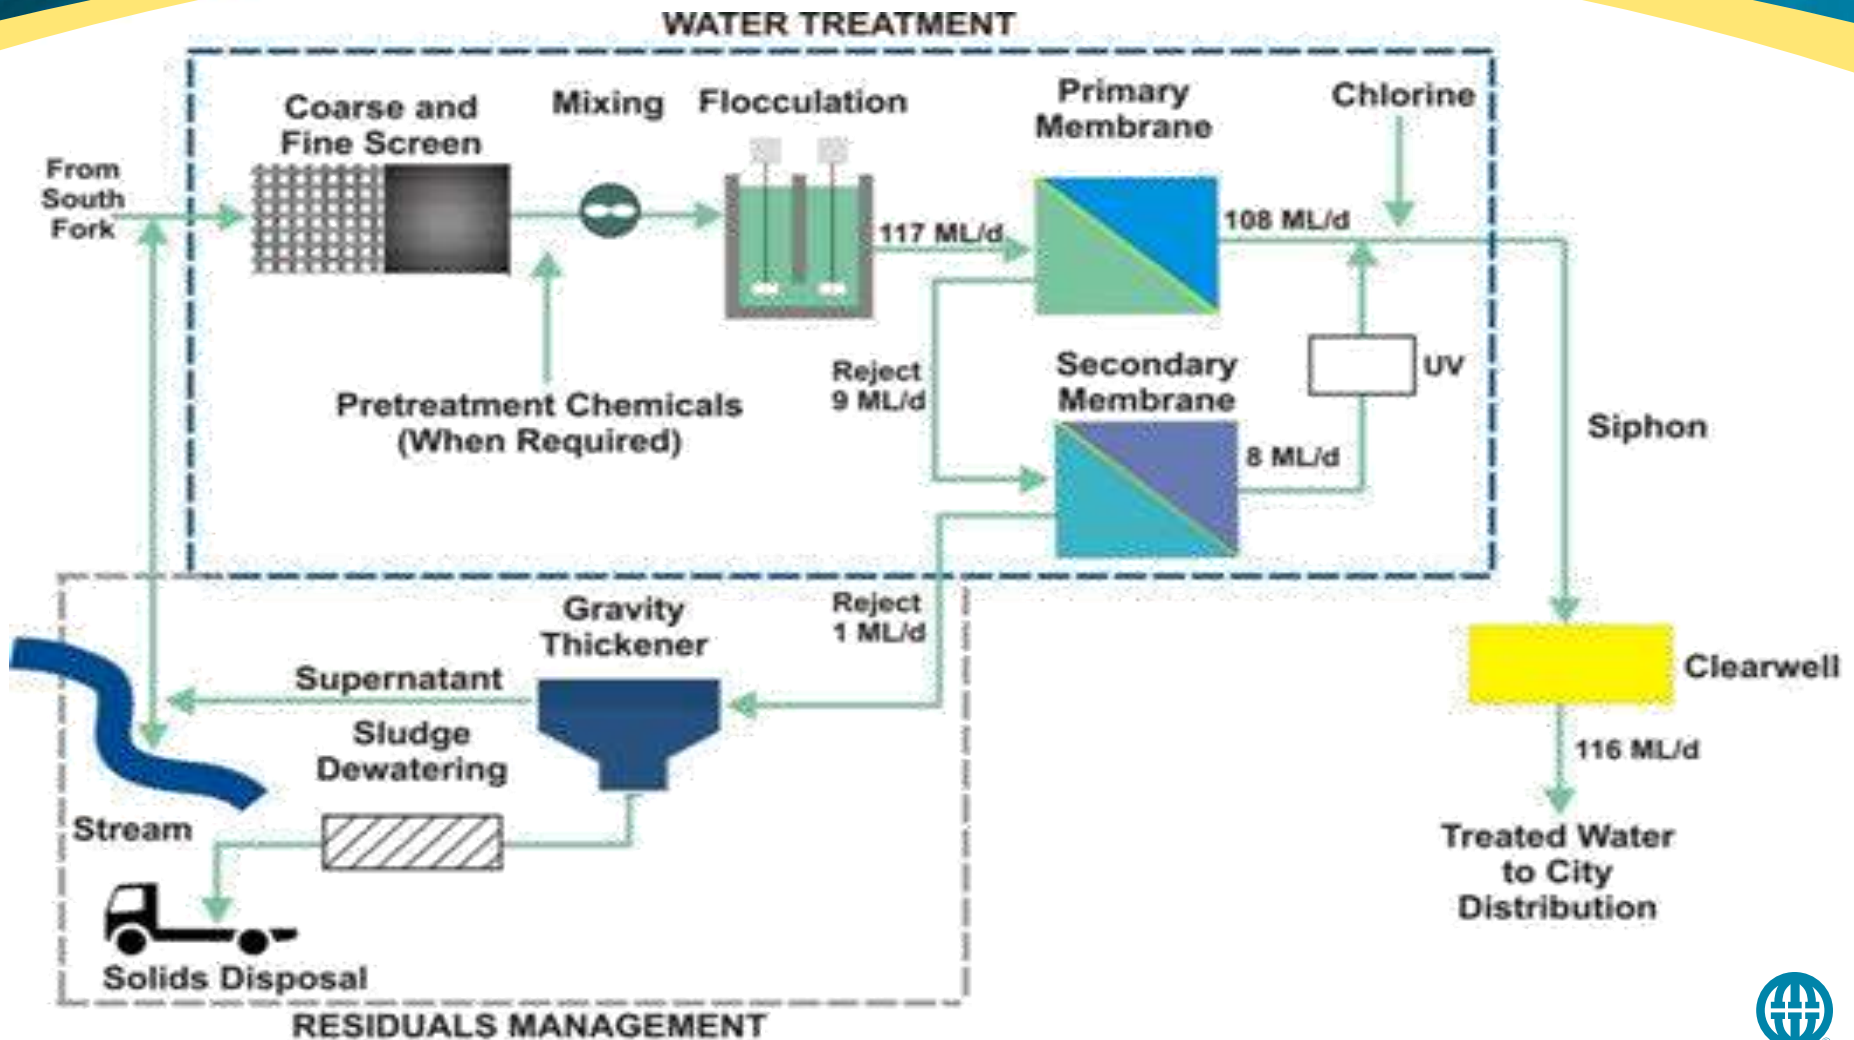 WATER TREATMENT
Coarse and
Fine Screen
Mixing
Flocculation
Primary
Membrane
Chlorine
From
South
Fork
117 ML/d
108 ML/d
Pretreatment Chemicals
(When Required)
Reject
9 ML/d
Secondary
Membrane
8 ML/d
UV
Siphon
Gravity
Thickener
Reject
1 ML/d
Supernatant
Sludge
Dewatering
Stream
Solids Disposal
Clearwell
116 ML/d
Treated Water
to City
Distribution
RESIDUALS MANAGEMENT